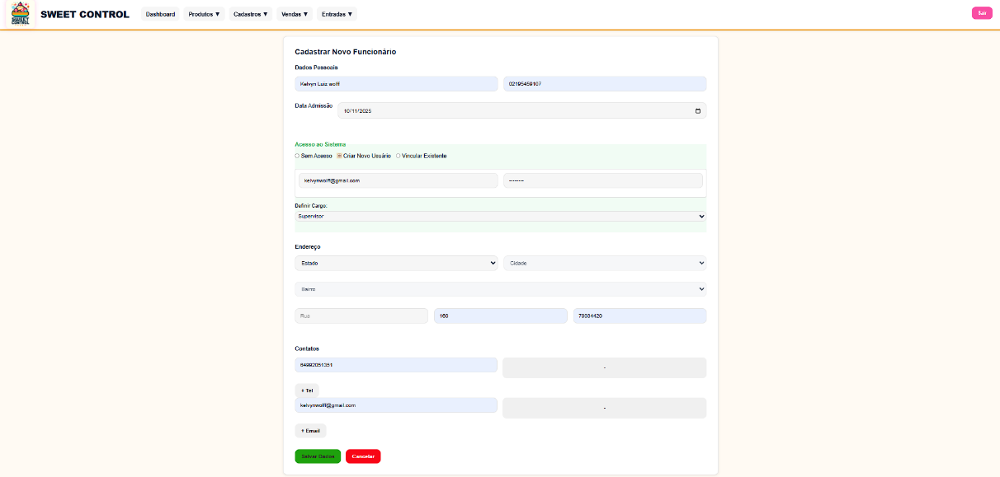 SWEET CONTROL
SWEET CONTROL Dashboard Produtos ▼ Cadastros ▼ Vendas ▼ Entradas ▼ Sair
Cadastrar Novo Funcionário
Dados Pessoais
Kelvyn Luiz wolff 02195459107
Data Admissão 10/11/2025
Acesso ao Sistema
Sem Acesso Criar Novo Usuário Vincular Existente
kelvynwolff@gmail.com --------
Definir Cargo:
Supervisor
Endereço
Estado Cidade
Bairro
Rua 160 78034420
Contatos
64992051351 -
+ Tel
kelvynwolff@gmail.com -
+ Email
Salvar Dados Cancelar